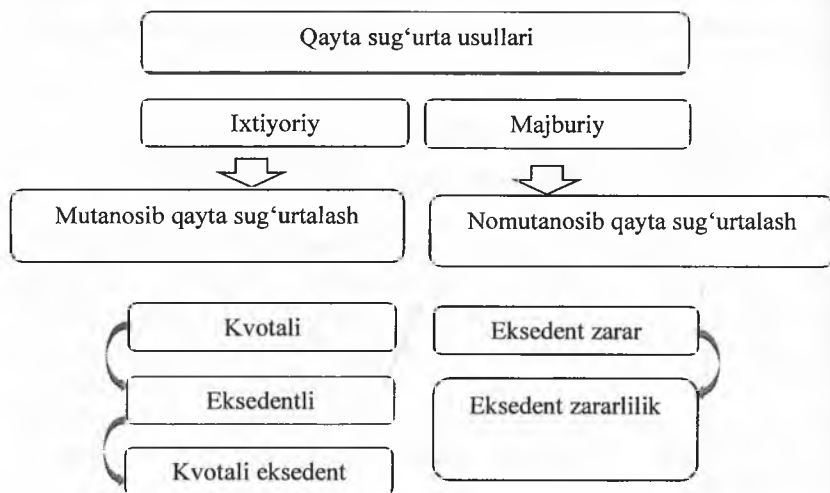 Qayta sug‘urta usullari
Ixtiyoriy
Majburiy
Mutanosib qayta sug‘urtalash
Nomutanosib qayta sug‘urtalash
Kvotali
Eksedent zarar
Eksedentli
Eksedent zararlilik
Kvotali eksedent